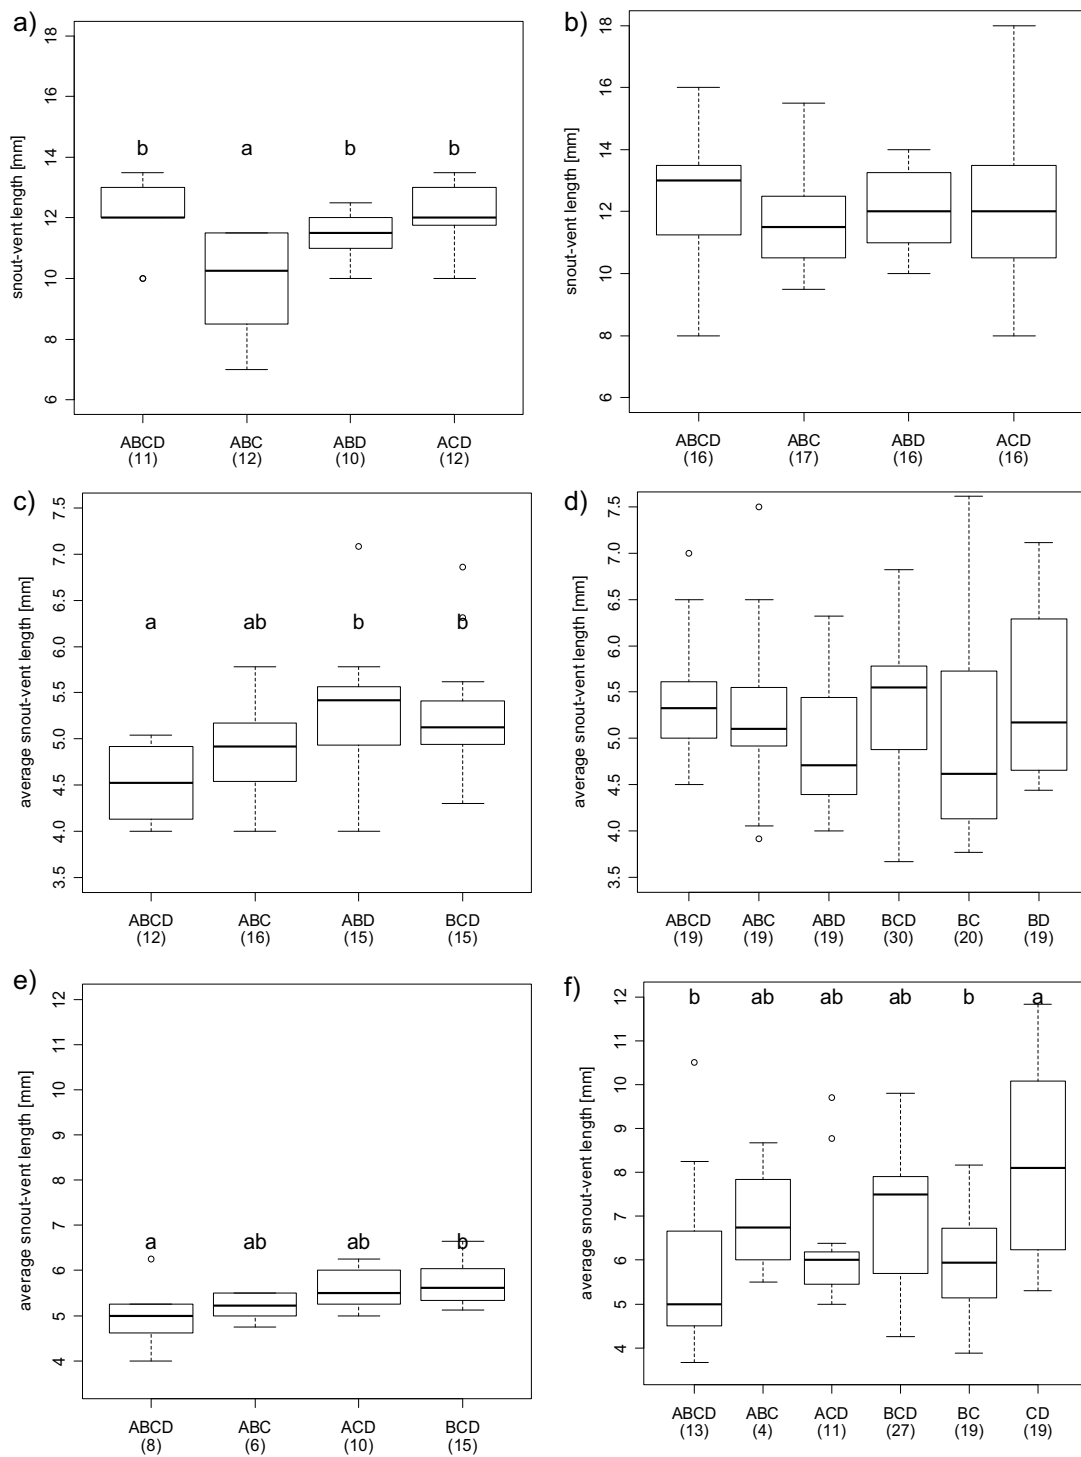 a)
snout-vent length [mm]
18
16
14
12
10
8
6
b a b b
ABCD ABC ABD ACD
(11) (12) (10) (12)
b)
snout-vent length [mm]
18
16
14
12
10
8
6
ABCD ABC ABD ACD
(16) (17) (16) (16)
c)
average snout-vent length [mm]
7.5
7.0
6.5
6.0
5.5
5.0
4.5
4.0
3.5
a ab b b
ABCD ABC ABD BCD
(12) (16) (15) (15)
d)
average snout-vent length [mm]
7.5
7.0
6.5
6.0
5.5
5.0
4.5
4.0
3.5
ABCD ABC ABD BCD BC BD
(19) (19) (19) (30) (20) (19)
e)
average snout-vent length [mm]
12
11
10
9
8
7
6
5
4
a ab ab b
ABCD ABC ACD BCD
(8) (6) (10) (15)
f)
average snout-vent length [mm]
12
11
10
9
8
7
6
5
4
b ab ab ab b a
ABCD ABC ACD BCD BC CD
(13) (4) (11) (27) (19) (19)